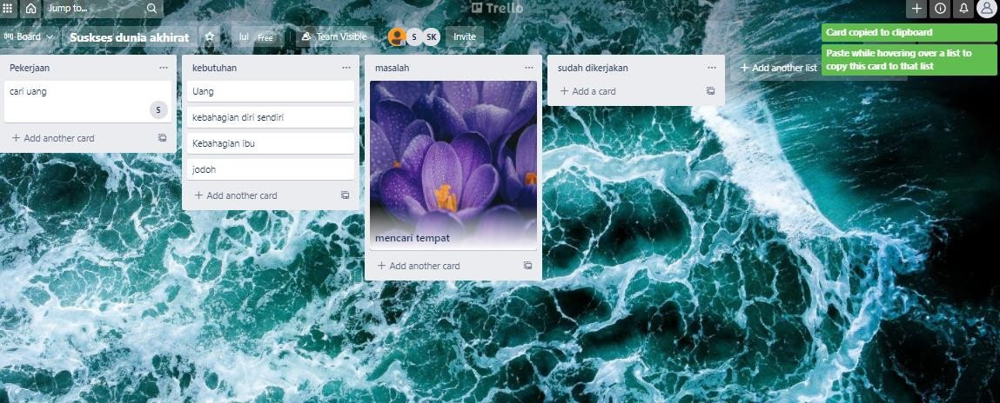 Jump to...
Trello
Board
Suskses dunia akhirat
lul Free
Team Visible
S
SK
Invite
Card copied to clipboard
Paste while hovering over a list to
copy this card to that list
Pekerjaan
cari uang
S
+ Add another card
kebutuhan
Uang
kebahagian diri sendiri
Kebahagian ibu
jodoh
+ Add another card
masalah
mencari tempat
+ Add another card
sudah dikerjakan
+ Add a card
+ Add another list